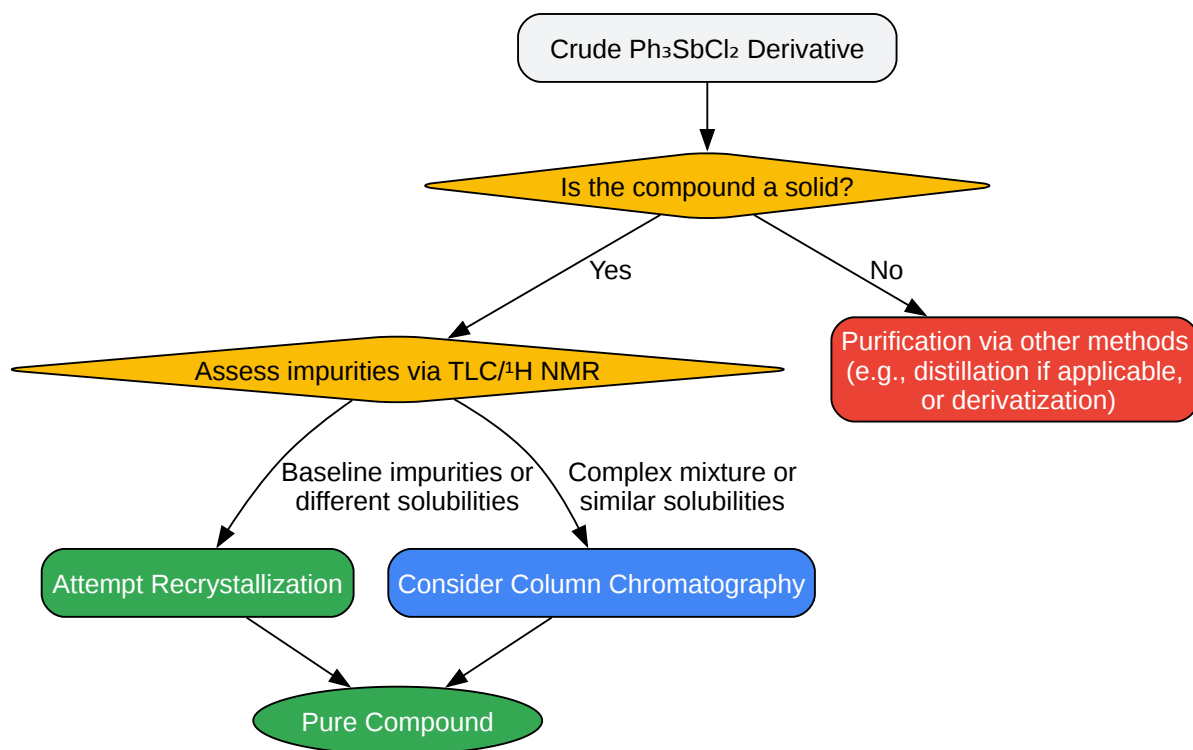 Crude Ph₃SbCl₂ Derivative
Is the compound a solid?
Yes
No
Assess impurities via TLC/¹H NMR
Purification via other methods
(e.g., distillation if applicable,
or derivatization)
Baseline impurities or
different solubilities
Complex mixture or
similar solubilities
Attempt Recrystallization
Consider Column Chromatography
Pure Compound